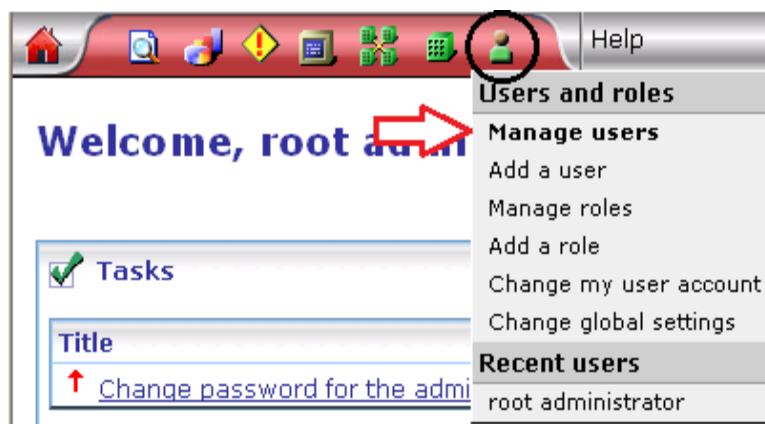 Help
Users and roles
Manage users
Add a user
Manage roles
Add a role
Change my user account
Change global settings
Recent users
root administrator
Welcome, root
Tasks
Title
Change password for the admi